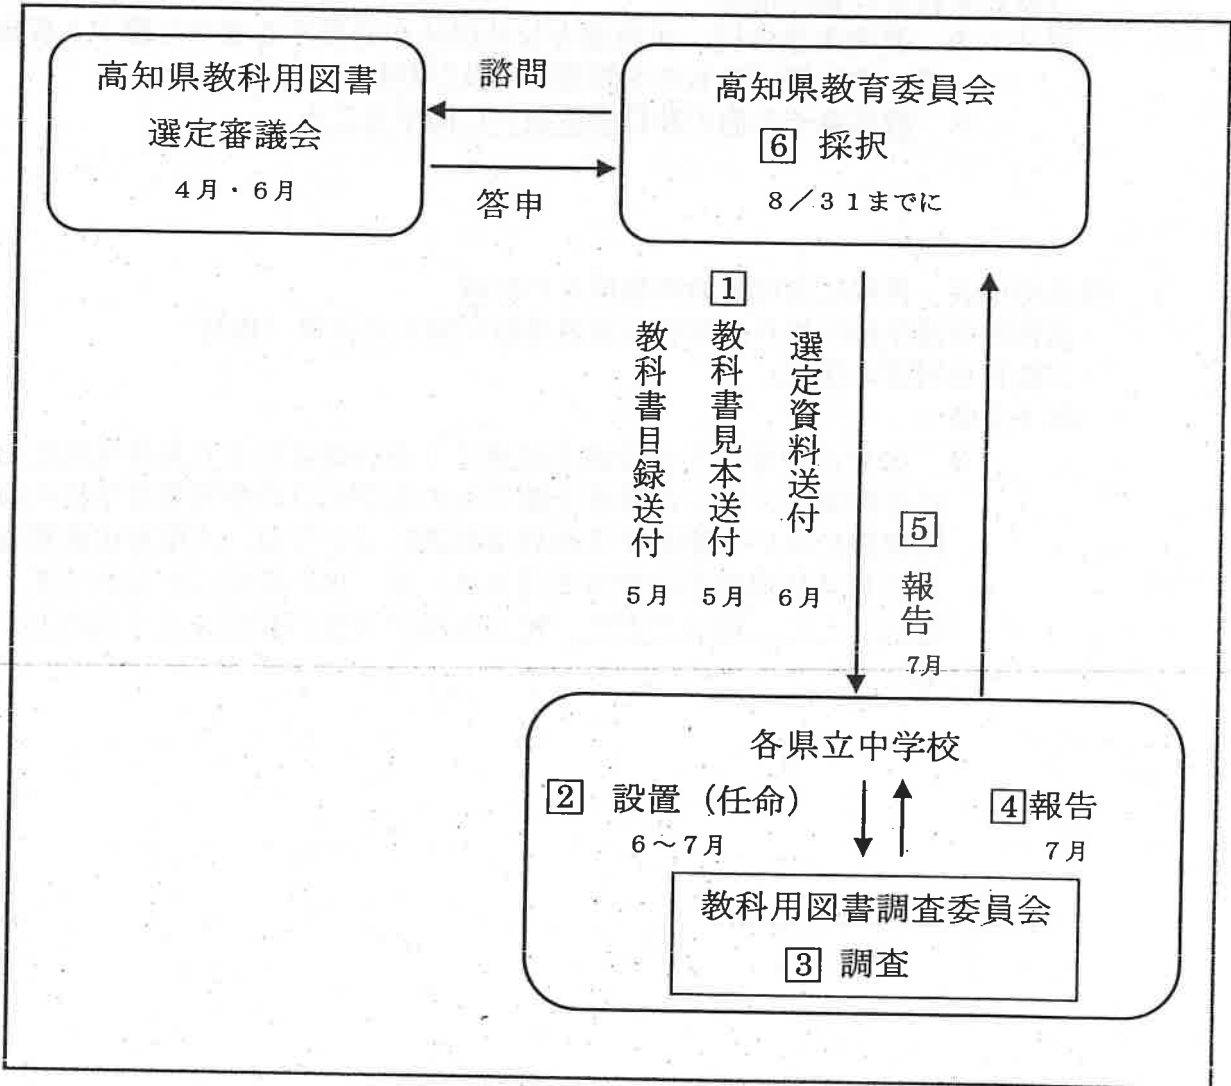 高知県教科用図書
選定審議会
4月・6月
諮問
答申
高知県教育委員会
6 採択
8/31までに
1
教科書目録送付
5月
教科書見本送付
5月
選定資料送付
6月
5
報告
7月
各県立中学校
2 設置(任命)
6~7月
4報告
7月
教科用図書調査委員会
3 調査